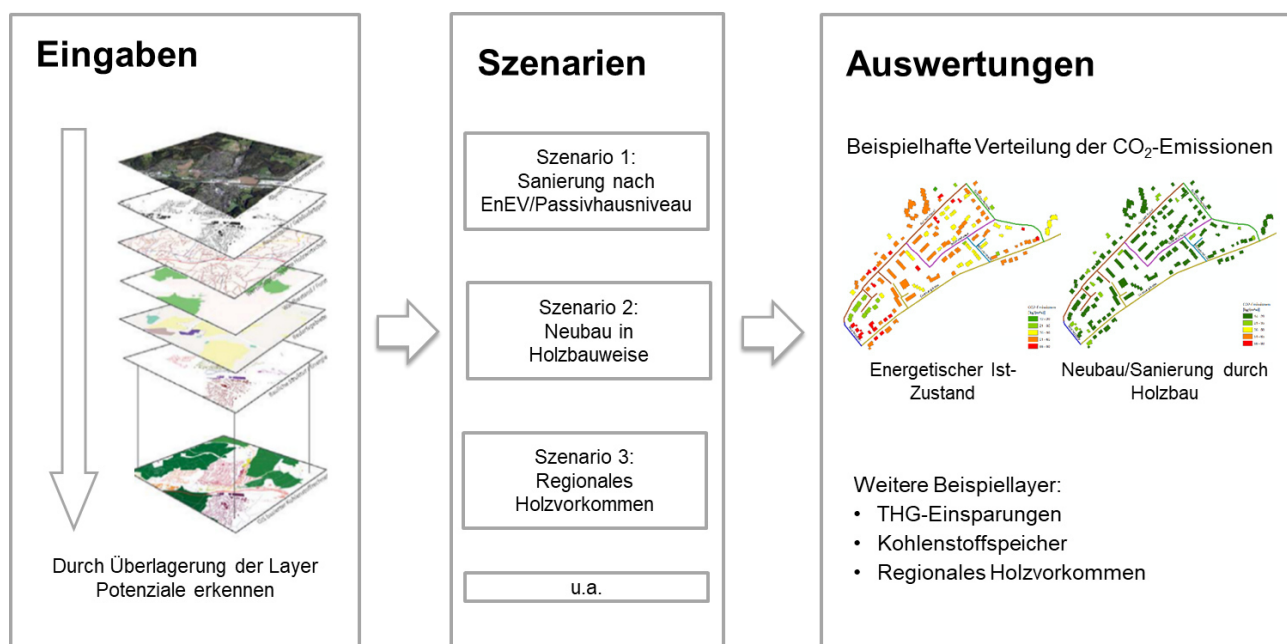 Eingaben
Durch Überlagerung der Layer
Potenziale erkennen
Szenarien
Szenario 1:
Sanierung nach
EnEV/Passivhausniveau
Szenario 2:
Neubau in
Holzbauweise
Szenario 3:
Regionales
Holzvorkommen
u.a.
Auswertungen
Beispielhafte Verteilung der CO₂-Emissionen
Energetischer Ist-
Zustand
Neubau/Sanierung durch
Holzbau
Weitere Beispiellayer:
• THG-Einsparungen
• Kohlenstoffspeicher
• Regionales Holzvorkommen